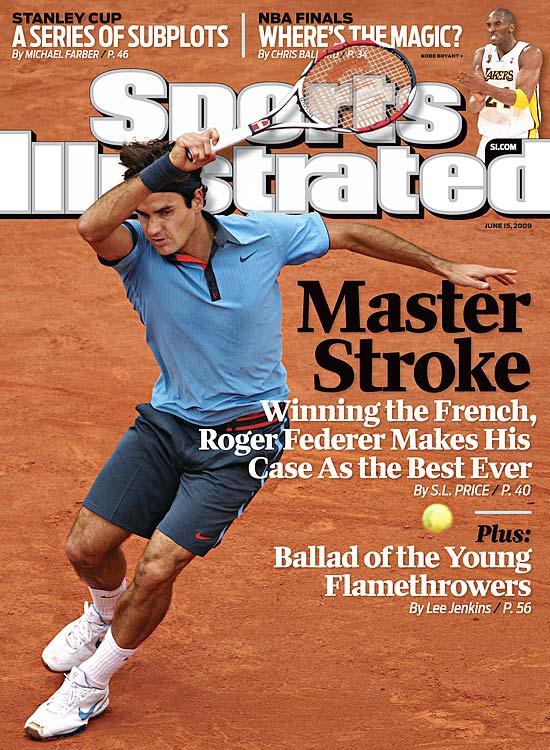 STANLEY CUP
A SERIES OF SUBPLOTS
By MICHAEL FARBER / P. 46
NBA FINALS
WHERE'S THE MAGIC?
By CHRIS BALLARD / P. 34
KOBE BRYANT
LAKERS
Sports
Illustrated
SI.COM
JUNE 15, 2009
Master
Stroke
Winning the French,
Roger Federer Makes His
Case As the Best Ever
By S.L. PRICE / P. 40
Plus:
Ballad of the Young
Flamethrowers
By Lee Jenkins / P. 56